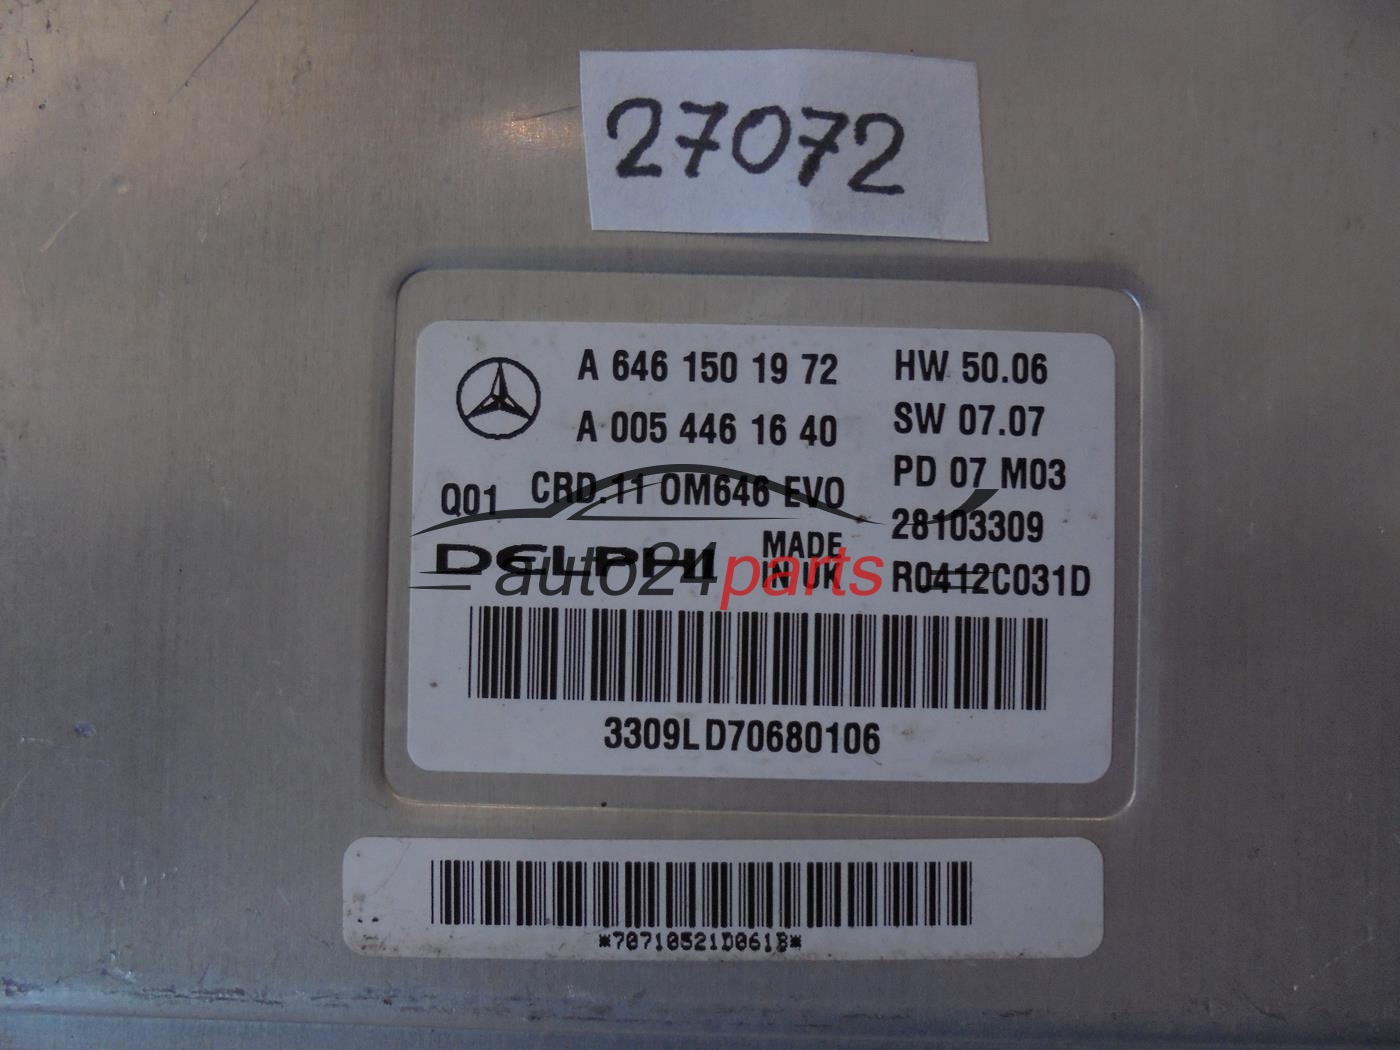 27072
A 646 150 19 72
HW 50.06
A 005 446 16 40
SW 07.07
PD 07 M03
Q01
CRD.11 OM646 EVO
28103309
DELPHI
MADE IN UK
R0412C031D
auto24parts
3309LD70680106
*70710521D061B*